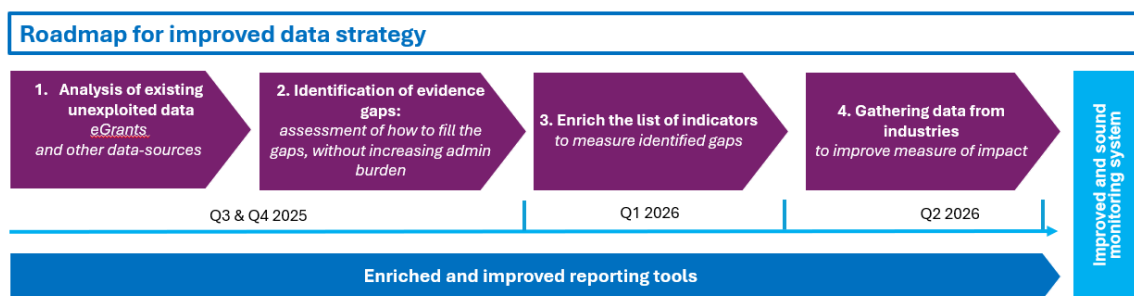 Roadmap for improved data strategy
1. Analysis of existing
unexploited data
eGrants
and other data-sources
2. Identification of evidence
gaps:
assessment of how to fill the
gaps, without increasing admin
burden
3. Enrich the list of indicators
to measure identified gaps
4. Gathering data from
industries
to improve measure of impact
Improved and sound
monitoring system
Q3 & Q4 2025
Q1 2026
Q2 2026
Enriched and improved reporting tools